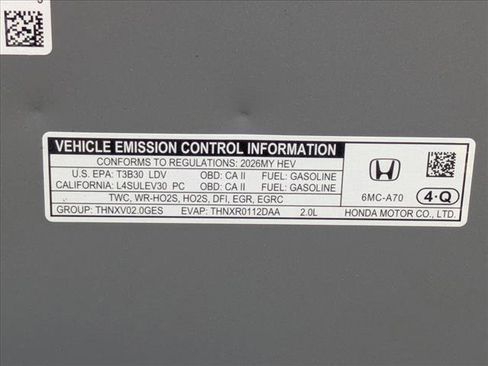 VEHICLE EMISSION CONTROL INFORMATION
CONFORMS TO REGULATIONS: 2026MY HEV
U.S. EPA: T3B30 LDV OBD: CA II FUEL: GASOLINE
CALIFORNIA: L4SULEV30 PC OBD: CA II FUEL: GASOLINE
TWC, WR-HO2S, HO2S, DFI, EGR, EGRC
GROUP: THNXV02.0GES EVAP: THNXR0112DAA 2.0L
6MC-A70 4-Q
HONDA MOTOR CO., LTD.